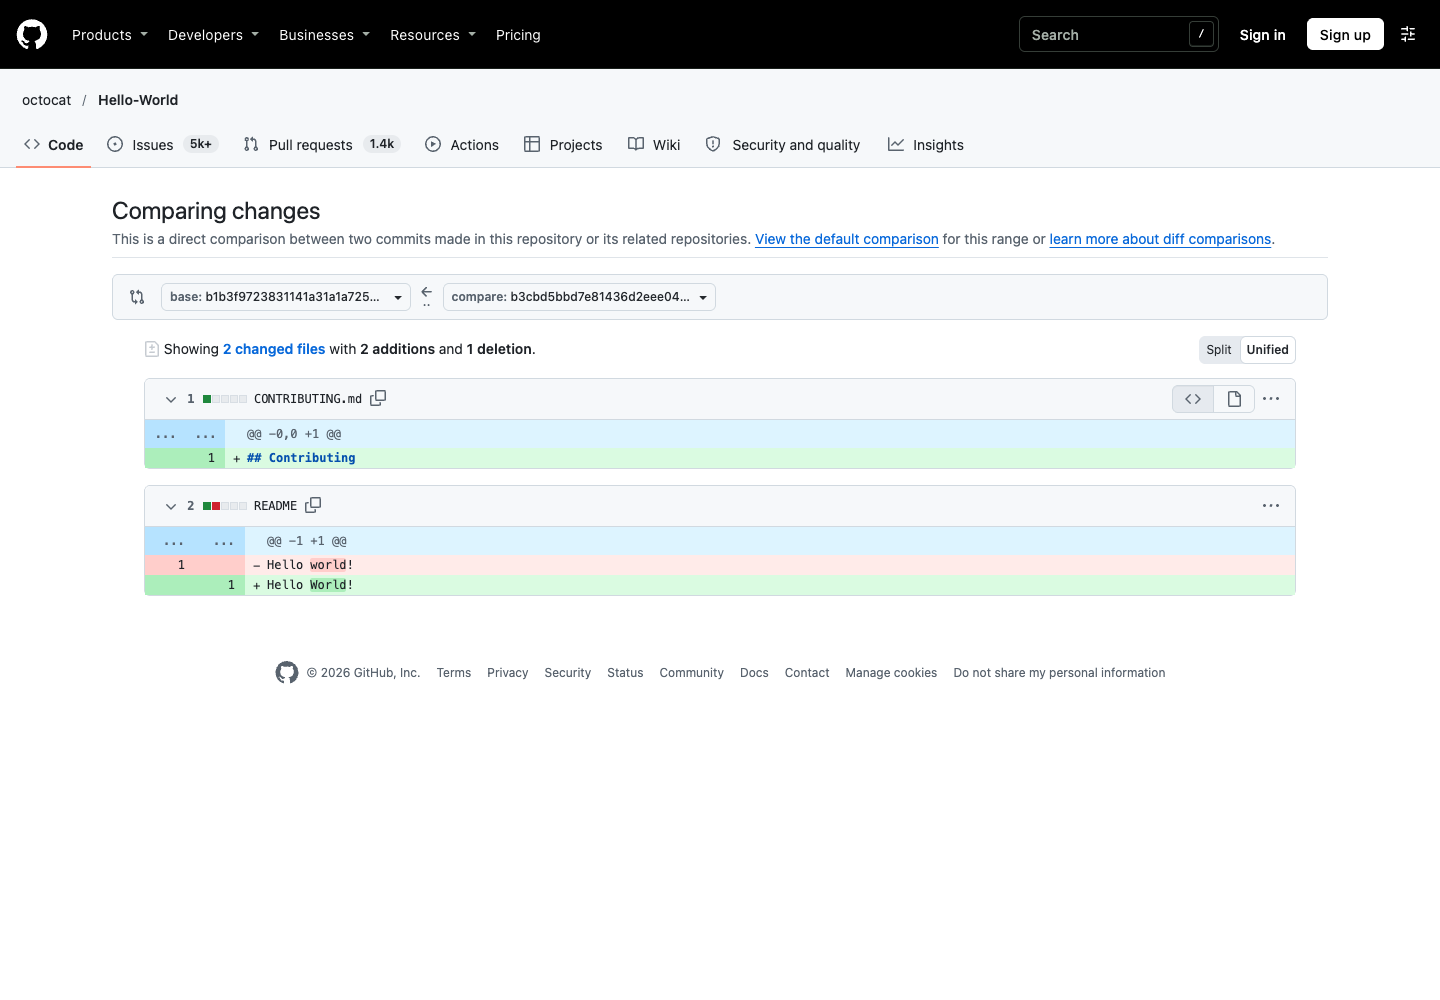 Products Developers Businesses Resources Pricing Search / Sign in Sign up
octocat / Hello-World
Code Issues 5k+ Pull requests 1.4k Actions Projects Wiki Security and quality Insights
Comparing changes
This is a direct comparison between two commits made in this repository or its related repositories. View the default comparison for this range or learn more about diff comparisons.
base: b1b3f9723831141a31a1a725... .. compare: b3cbd5bbd7e81436d2eee04...
Showing 2 changed files with 2 additions and 1 deletion. Split Unified
1 CONTRIBUTING.md
... ... @@ -0,0 +1 @@
1 + ## Contributing
2 README
... ... @@ -1 +1 @@
1 - Hello world!
1 + Hello World!
© 2026 GitHub, Inc. Terms Privacy Security Status Community Docs Contact Manage cookies Do not share my personal information